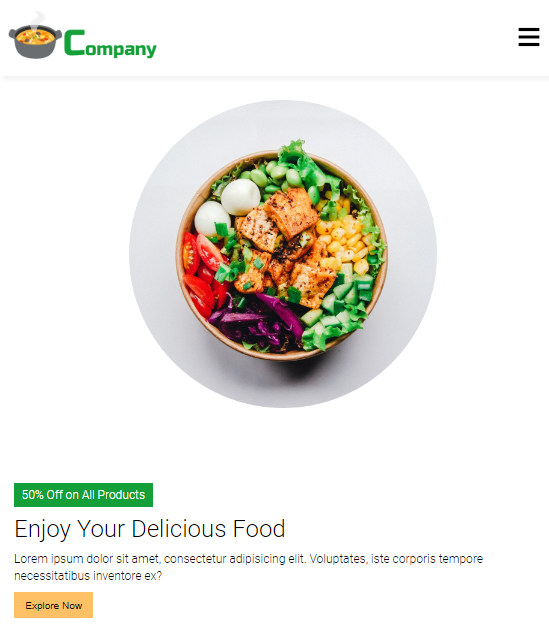 Company
50% Off on All Products
Enjoy Your Delicious Food
Lorem ipsum dolor sit amet, consectetur adipisicing elit. Voluptates, iste corporis tempore
necessitatibus inventore ex?
Explore Now